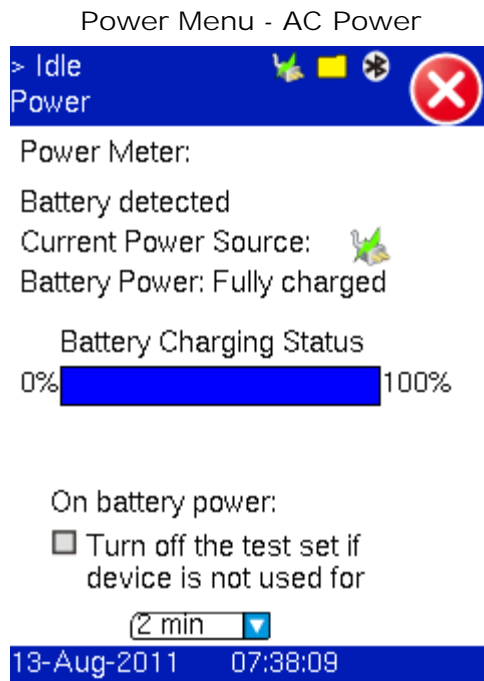 Power Menu - AC Power
> Idle
Power
Power Meter:
Battery detected
Current Power Source:
Battery Power: Fully charged
Battery Charging Status
0% 100%
On battery power:
Turn off the test set if
device is not used for
2 min
13-Aug-2011 07:38:09